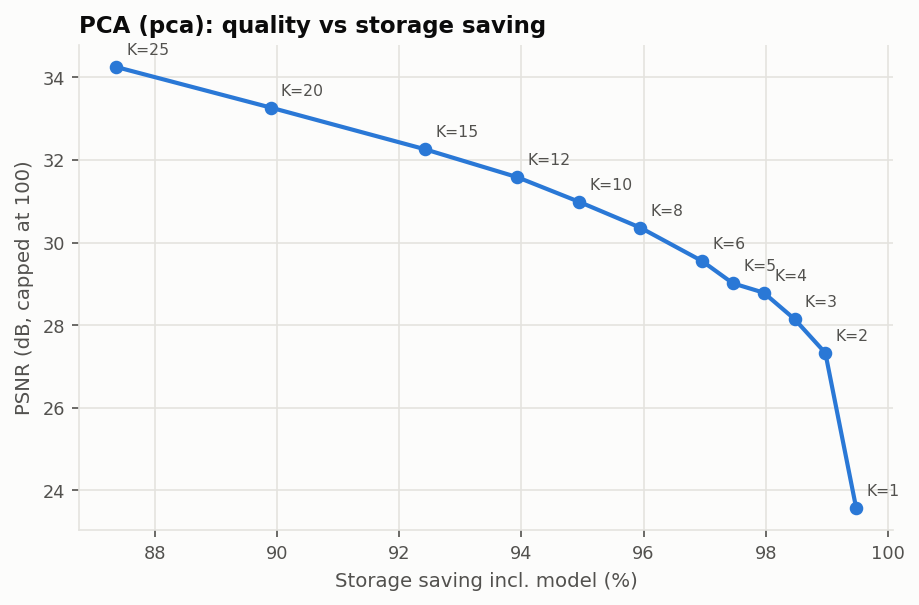 PCA (pca): quality vs storage saving
K=25
K=20
K=15
K=12
K=10
K=8
K=6
K=5
K=4
K=3
K=2
K=1
34
32
30
28
26
24
PSNR (dB, capped at 100)
88 90 92 94 96 98 100
Storage saving incl. model (%)